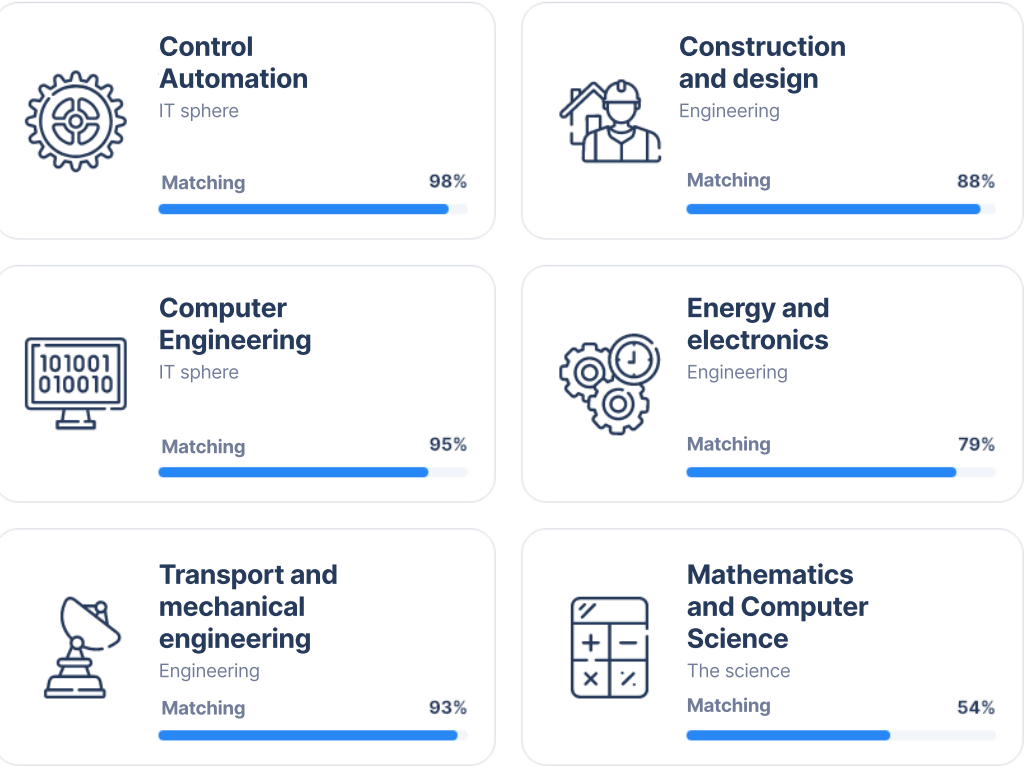 Control
Automation
IT sphere
Matching 98%
Construction
and design
Engineering
Matching 88%
101001
010010
Computer
Engineering
IT sphere
Matching 95%
Energy and
electronics
Engineering
Matching 79%
Transport and
mechanical
engineering
Engineering
Matching 93%
Mathematics
and Computer
Science
The science
Matching 54%